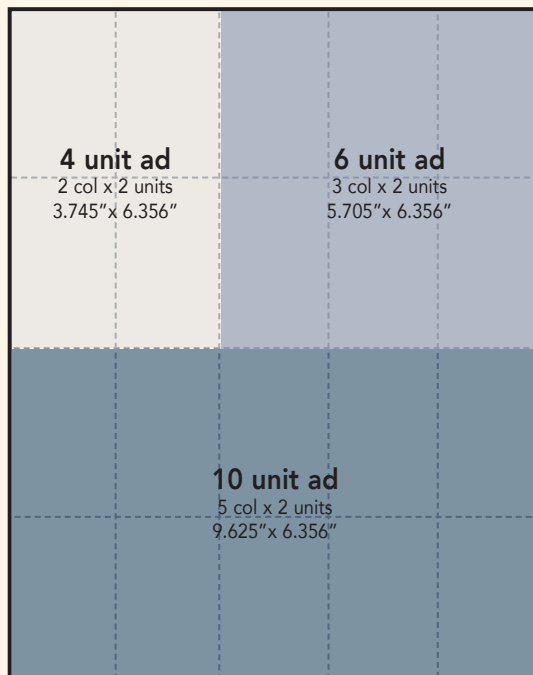 4 unit ad
2 col x 2 units
3.745” x 6.356”
6 unit ad
3 col x 2 units
5.705” x 6.356”
10 unit ad
5 col x 2 units
9.625” x 6.356”